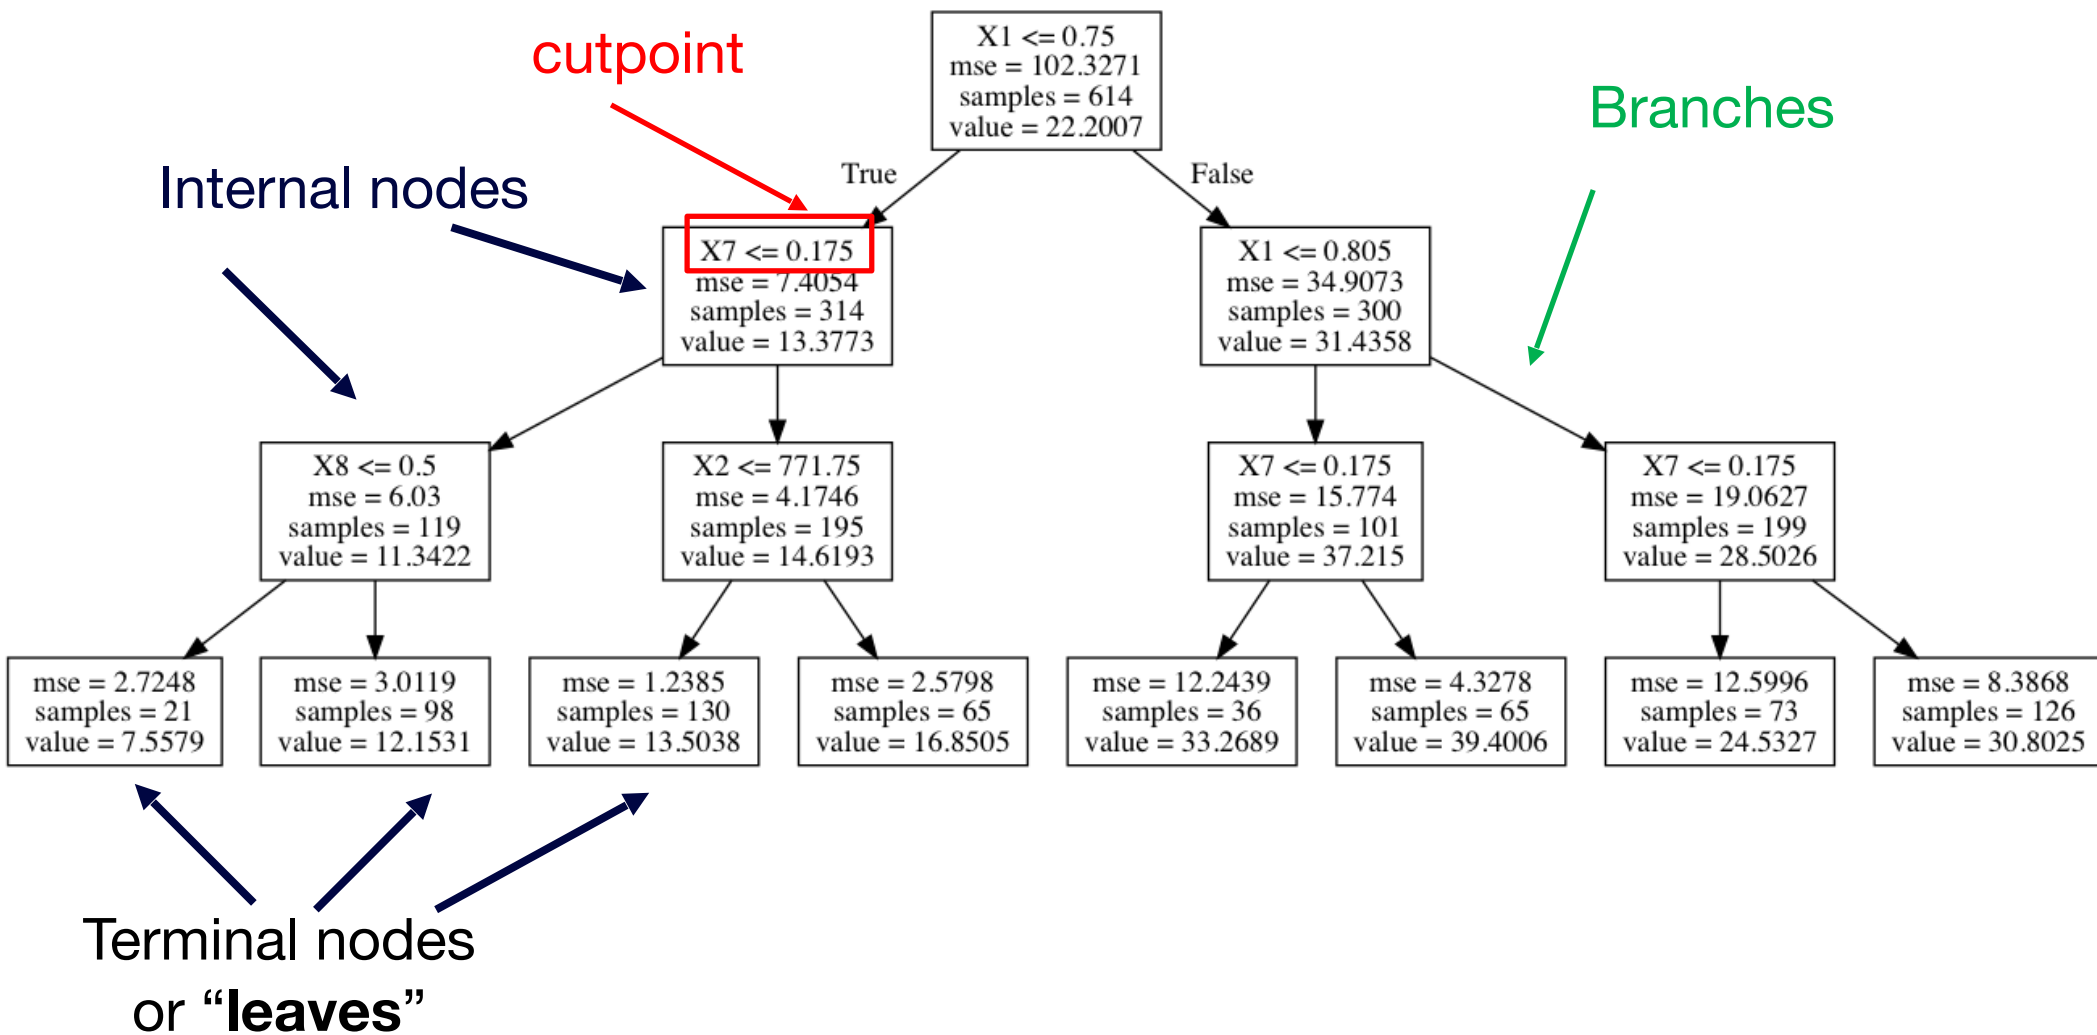 X1 <= 0.75
mse = 102.3271
samples = 614
value = 22.2007
cutpoint
Branches
True
False
Internal nodes
X7 <= 0.175
mse = 7.4054
samples = 314
value = 13.3773
X1 <= 0.805
mse = 34.9073
samples = 300
value = 31.4358
X8 <= 0.5
mse = 6.03
samples = 119
value = 11.3422
X2 <= 771.75
mse = 4.1746
samples = 195
value = 14.6193
X7 <= 0.175
mse = 15.774
samples = 101
value = 37.215
X7 <= 0.175
mse = 19.0627
samples = 199
value = 28.5026
mse = 2.7248
samples = 21
value = 7.5579
mse = 3.0119
samples = 98
value = 12.1531
mse = 1.2385
samples = 130
value = 13.5038
mse = 2.5798
samples = 65
value = 16.8505
mse = 12.2439
samples = 36
value = 33.2689
mse = 4.3278
samples = 65
value = 39.4006
mse = 12.5996
samples = 73
value = 24.5327
mse = 8.3868
samples = 126
value = 30.8025
Terminal nodes
or “leaves”